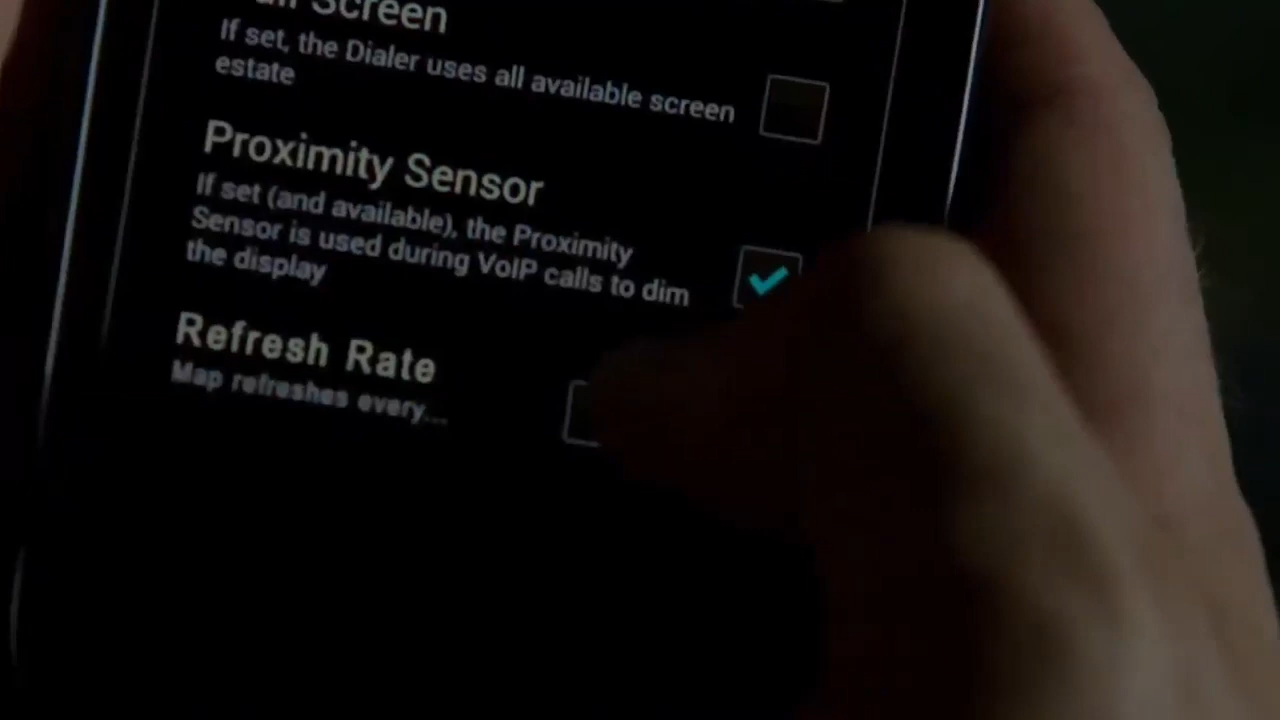 Screen
If set, the Dialer uses all available screen
estate
Proximity Sensor
If set (and available), the Proximity
Sensor is used during VoIP calls to dim
the display
Refresh Rate
Map refreshes every...